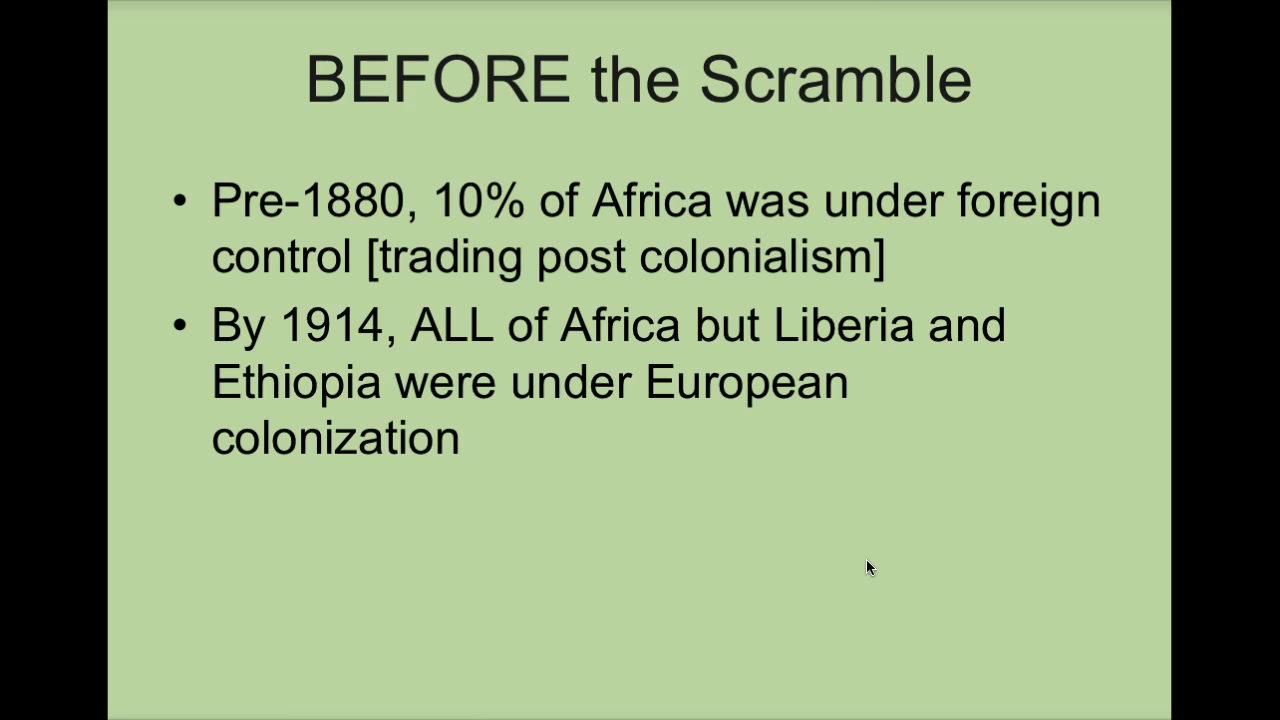 BEFORE the Scramble
• Pre-1880, 10% of Africa was under foreign
control [trading post colonialism]
• By 1914, ALL of Africa but Liberia and
Ethiopia were under European
colonization